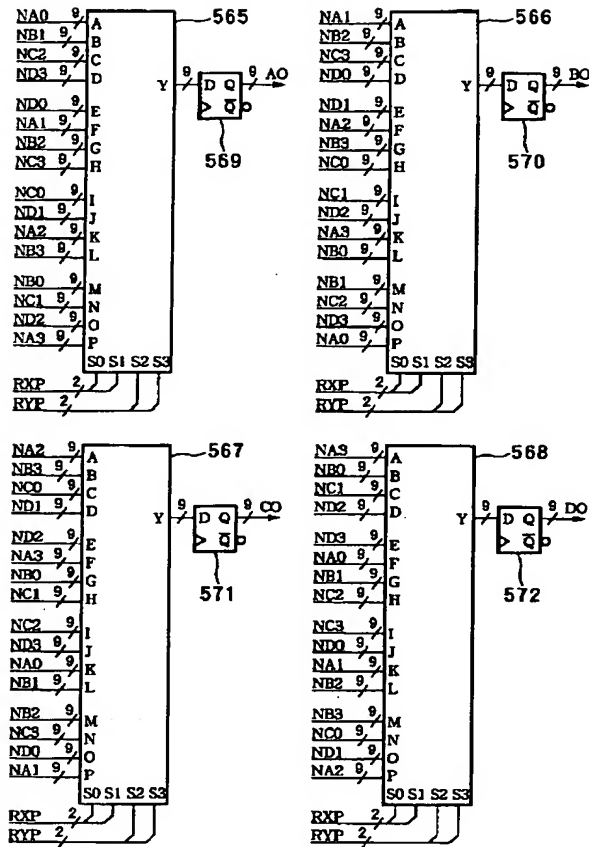 565
NA0 9 A
NB1 9 B
NC2 9 C
ND3 9 D
Y 9 D Q 9 AO
Q
569
ND0 9 E
NA1 9 F
NB2 9 G
NC3 9 H
NC0 9 I
ND1 9 J
NA2 9 K
NB3 9 L
NB0 9 M
NC1 9 N
ND2 9 O
NA3 9 P
S0 S1 S2 S3
RXP 2
RYP 2
566
NA1 9 A
NB2 9 B
NC3 9 C
ND0 9 D
Y 9 D Q 9 BO
Q
570
ND1 9 E
NA2 9 F
NB3 9 G
NC0 9 H
NC1 9 I
ND2 9 J
NA3 9 K
NB0 9 L
NB1 9 M
NC2 9 N
ND3 9 O
NA0 9 P
S0 S1 S2 S3
RXP 2
RYP 2
567
NA2 9 A
NB3 9 B
NC0 9 C
ND1 9 D
Y 9 D Q 9 CO
Q
571
ND2 9 E
NA3 9 F
NB0 9 G
NC1 9 H
NC2 9 I
ND3 9 J
NA0 9 K
NB1 9 L
NB2 9 M
NC3 9 N
ND0 9 O
NA1 9 P
S0 S1 S2 S3
RXP 2
RYP 2
568
NA3 9 A
NB0 9 B
NC1 9 C
ND2 9 D
Y 9 D Q 9 DO
Q
572
ND3 9 E
NA0 9 F
NB1 9 G
NC2 9 H
NC3 9 I
ND0 9 J
NA1 9 K
NB2 9 L
NB3 9 M
NC0 9 N
ND1 9 O
NA2 9 P
S0 S1 S2 S3
RXP 2
RYP 2